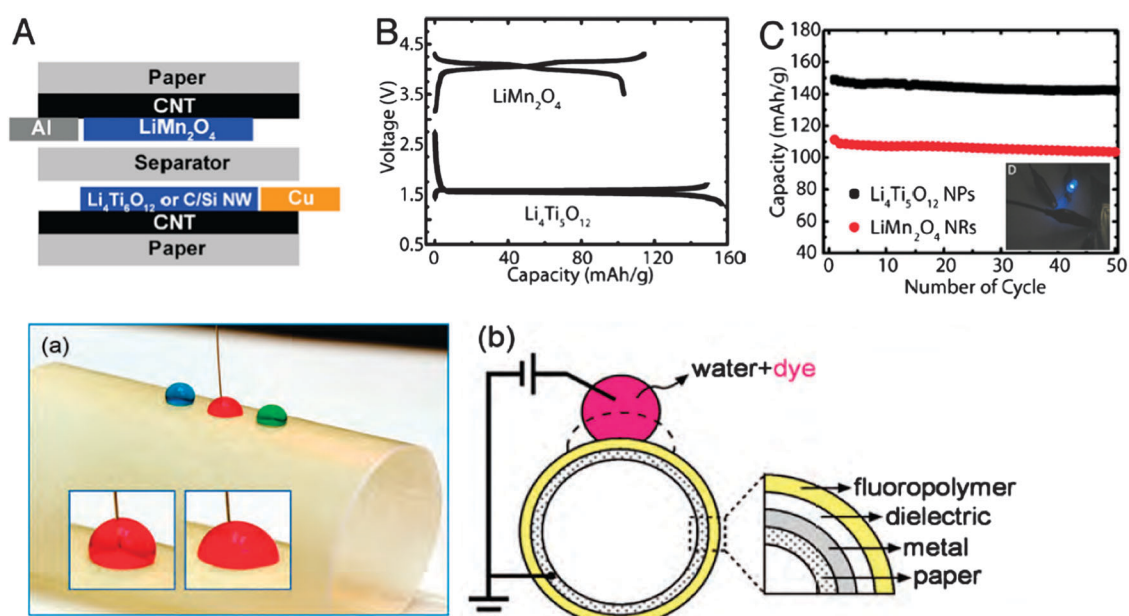 A
Paper
CNT
Al
LiMn₂O₄
Separator
Li₄Ti₆O₁₂ or C/Si NW
Cu
CNT
Paper
B
Voltage (V)
4.5
3.5
2.5
1.5
0.5
LiMn₂O₄
Li₄Ti₅O₁₂
0 40 80 120 160
Capacity (mAh/g)
C
Capacity (mAh/g)
180
160
140
120
100
80
60
40
Li₄Ti₅O₁₂ NPs
LiMn₂O₄ NRs
D
0 10 20 30 40 50
Number of Cycle
(a)
(b)
water+dye
fluoropolymer
dielectric
metal
paper